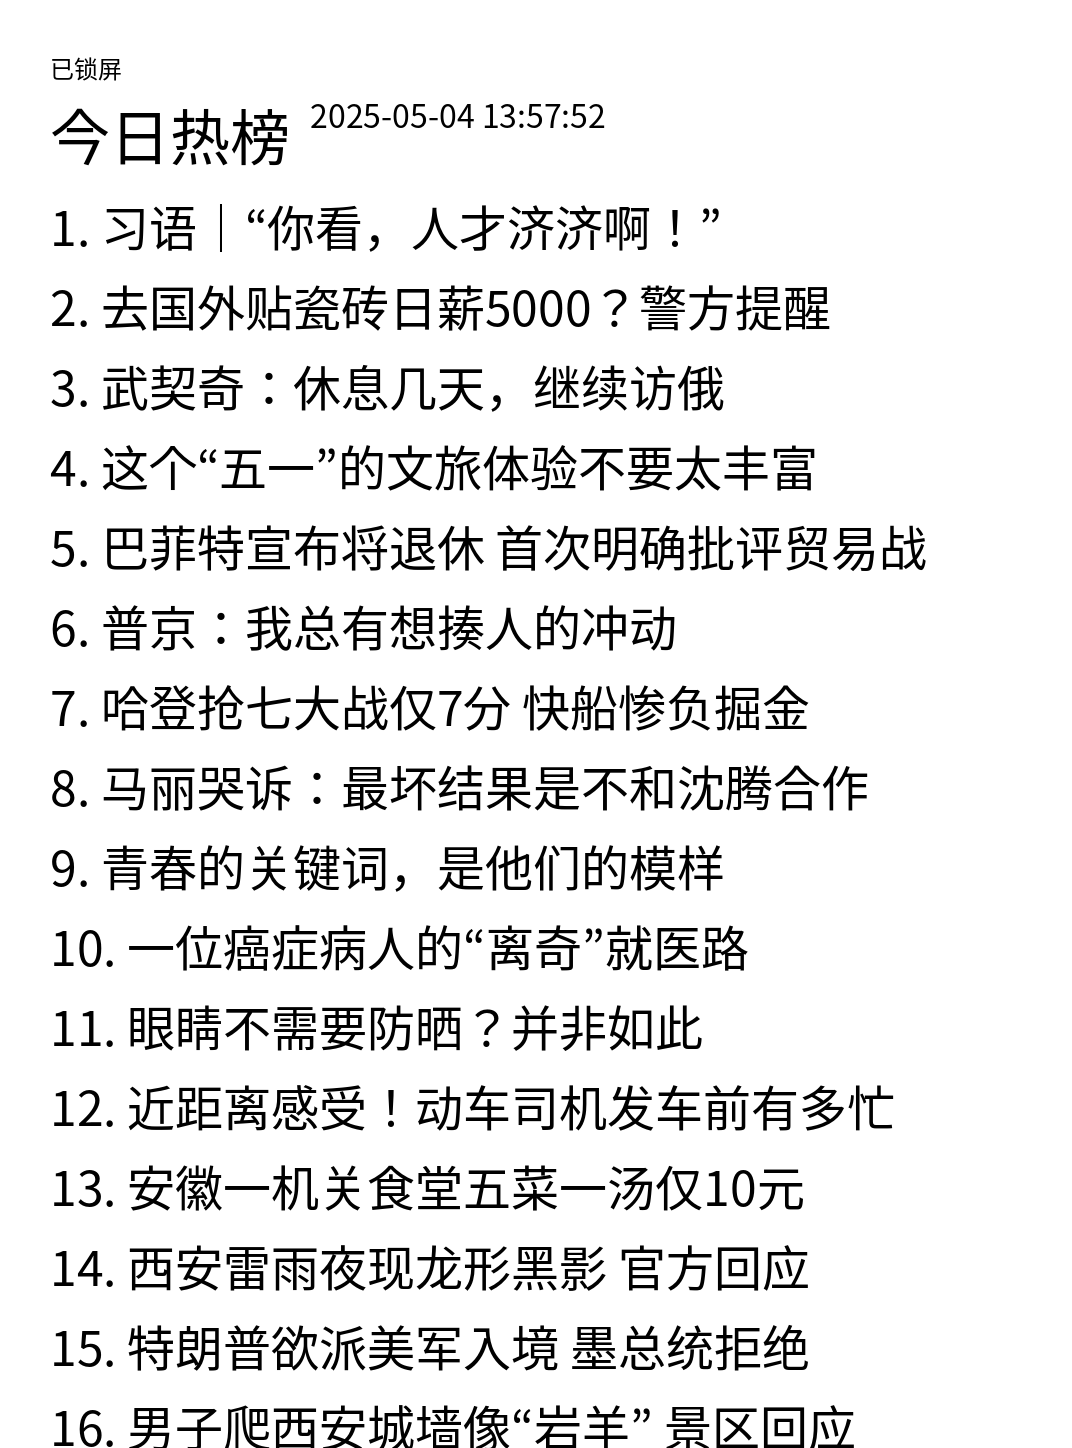 已锁屏
今日热榜 2025-05-04 13:57:52
1. 习语｜“你看，人才济济啊！”
2. 去国外贴瓷砖日薪5000？警方提醒
3. 武契奇：休息几天，继续访俄
4. 这个“五一”的文旅体验不要太丰富
5. 巴菲特宣布将退休 首次明确批评贸易战
6. 普京：我总有想揍人的冲动
7. 哈登抢七大战仅7分 快船惨负掘金
8. 马丽哭诉：最坏结果是不和沈腾合作
9. 青春的关键词，是他们的模样
10. 一位癌症病人的“离奇”就医路
11. 眼睛不需要防晒？并非如此
12. 近距离感受！动车司机发车前有多忙
13. 安徽一机关食堂五菜一汤仅10元
14. 西安雷雨夜现龙形黑影 官方回应
15. 特朗普欲派美军入境 墨总统拒绝
16. 男子爬西安城墙像“岩羊” 景区回应